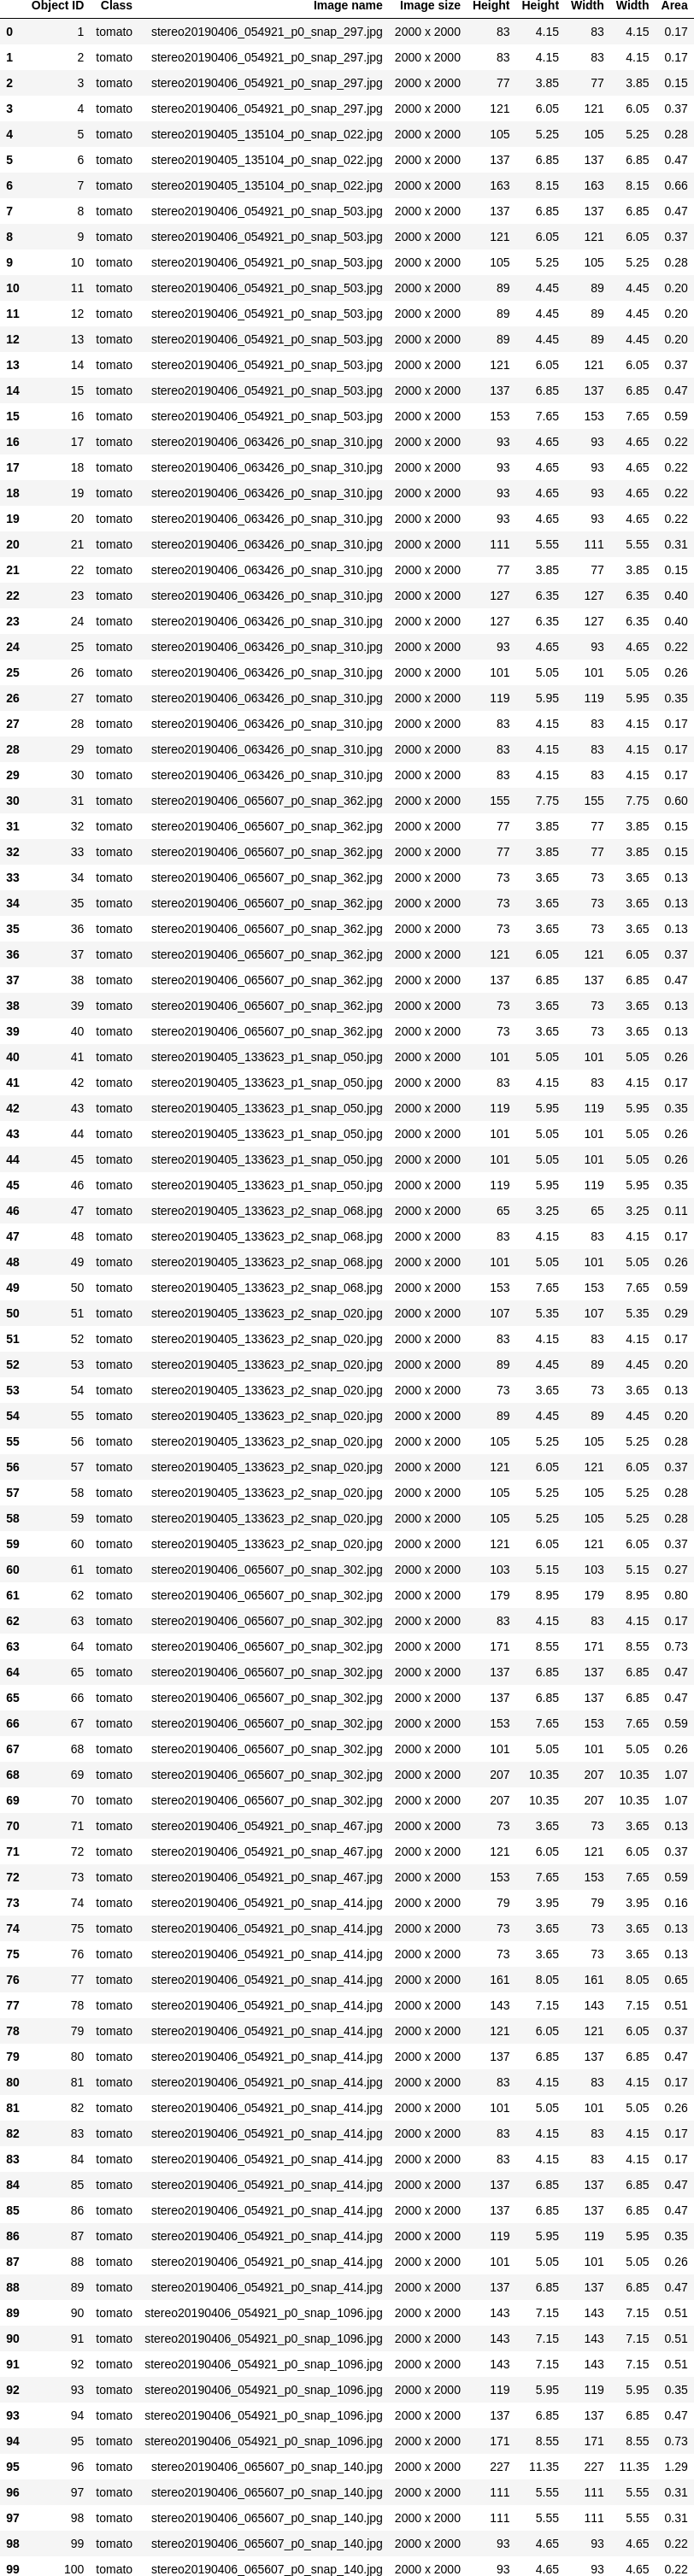 Object ID Class Image name Image size Height Height Width Width Area
0 1 tomato stereo20190406_054921_p0_snap_297.jpg 2000 x 2000 83 4.15 83 4.15 0.17
1 2 tomato stereo20190406_054921_p0_snap_297.jpg 2000 x 2000 83 4.15 83 4.15 0.17
2 3 tomato stereo20190406_054921_p0_snap_297.jpg 2000 x 2000 77 3.85 77 3.85 0.15
3 4 tomato stereo20190406_054921_p0_snap_297.jpg 2000 x 2000 121 6.05 121 6.05 0.37
4 5 tomato stereo20190405_135104_p0_snap_022.jpg 2000 x 2000 105 5.25 105 5.25 0.28
5 6 tomato stereo20190405_135104_p0_snap_022.jpg 2000 x 2000 137 6.85 137 6.85 0.47
6 7 tomato stereo20190405_135104_p0_snap_022.jpg 2000 x 2000 163 8.15 163 8.15 0.66
7 8 tomato stereo20190406_054921_p0_snap_503.jpg 2000 x 2000 137 6.85 137 6.85 0.47
8 9 tomato stereo20190406_054921_p0_snap_503.jpg 2000 x 2000 121 6.05 121 6.05 0.37
9 10 tomato stereo20190406_054921_p0_snap_503.jpg 2000 x 2000 105 5.25 105 5.25 0.28
10 11 tomato stereo20190406_054921_p0_snap_503.jpg 2000 x 2000 89 4.45 89 4.45 0.20
11 12 tomato stereo20190406_054921_p0_snap_503.jpg 2000 x 2000 89 4.45 89 4.45 0.20
12 13 tomato stereo20190406_054921_p0_snap_503.jpg 2000 x 2000 89 4.45 89 4.45 0.20
13 14 tomato stereo20190406_054921_p0_snap_503.jpg 2000 x 2000 121 6.05 121 6.05 0.37
14 15 tomato stereo20190406_054921_p0_snap_503.jpg 2000 x 2000 137 6.85 137 6.85 0.47
15 16 tomato stereo20190406_054921_p0_snap_503.jpg 2000 x 2000 153 7.65 153 7.65 0.59
16 17 tomato stereo20190406_063426_p0_snap_310.jpg 2000 x 2000 93 4.65 93 4.65 0.22
17 18 tomato stereo20190406_063426_p0_snap_310.jpg 2000 x 2000 93 4.65 93 4.65 0.22
18 19 tomato stereo20190406_063426_p0_snap_310.jpg 2000 x 2000 93 4.65 93 4.65 0.22
19 20 tomato stereo20190406_063426_p0_snap_310.jpg 2000 x 2000 93 4.65 93 4.65 0.22
20 21 tomato stereo20190406_063426_p0_snap_310.jpg 2000 x 2000 111 5.55 111 5.55 0.31
21 22 tomato stereo20190406_063426_p0_snap_310.jpg 2000 x 2000 77 3.85 77 3.85 0.15
22 23 tomato stereo20190406_063426_p0_snap_310.jpg 2000 x 2000 127 6.35 127 6.35 0.40
23 24 tomato stereo20190406_063426_p0_snap_310.jpg 2000 x 2000 127 6.35 127 6.35 0.40
24 25 tomato stereo20190406_063426_p0_snap_310.jpg 2000 x 2000 93 4.65 93 4.65 0.22
25 26 tomato stereo20190406_063426_p0_snap_310.jpg 2000 x 2000 101 5.05 101 5.05 0.26
26 27 tomato stereo20190406_063426_p0_snap_310.jpg 2000 x 2000 119 5.95 119 5.95 0.35
27 28 tomato stereo20190406_063426_p0_snap_310.jpg 2000 x 2000 83 4.15 83 4.15 0.17
28 29 tomato stereo20190406_063426_p0_snap_310.jpg 2000 x 2000 83 4.15 83 4.15 0.17
29 30 tomato stereo20190406_063426_p0_snap_310.jpg 2000 x 2000 83 4.15 83 4.15 0.17
30 31 tomato stereo20190406_065607_p0_snap_362.jpg 2000 x 2000 155 7.75 155 7.75 0.60
31 32 tomato stereo20190406_065607_p0_snap_362.jpg 2000 x 2000 77 3.85 77 3.85 0.15
32 33 tomato stereo20190406_065607_p0_snap_362.jpg 2000 x 2000 77 3.85 77 3.85 0.15
33 34 tomato stereo20190406_065607_p0_snap_362.jpg 2000 x 2000 73 3.65 73 3.65 0.13
34 35 tomato stereo20190406_065607_p0_snap_362.jpg 2000 x 2000 73 3.65 73 3.65 0.13
35 36 tomato stereo20190406_065607_p0_snap_362.jpg 2000 x 2000 73 3.65 73 3.65 0.13
36 37 tomato stereo20190406_065607_p0_snap_362.jpg 2000 x 2000 121 6.05 121 6.05 0.37
37 38 tomato stereo20190406_065607_p0_snap_362.jpg 2000 x 2000 137 6.85 137 6.85 0.47
38 39 tomato stereo20190406_065607_p0_snap_362.jpg 2000 x 2000 73 3.65 73 3.65 0.13
39 40 tomato stereo20190406_065607_p0_snap_362.jpg 2000 x 2000 73 3.65 73 3.65 0.13
40 41 tomato stereo20190405_133623_p1_snap_050.jpg 2000 x 2000 101 5.05 101 5.05 0.26
41 42 tomato stereo20190405_133623_p1_snap_050.jpg 2000 x 2000 83 4.15 83 4.15 0.17
42 43 tomato stereo20190405_133623_p1_snap_050.jpg 2000 x 2000 119 5.95 119 5.95 0.35
43 44 tomato stereo20190405_133623_p1_snap_050.jpg 2000 x 2000 101 5.05 101 5.05 0.26
44 45 tomato stereo20190405_133623_p1_snap_050.jpg 2000 x 2000 101 5.05 101 5.05 0.26
45 46 tomato stereo20190405_133623_p1_snap_050.jpg 2000 x 2000 119 5.95 119 5.95 0.35
46 47 tomato stereo20190405_133623_p2_snap_068.jpg 2000 x 2000 65 3.25 65 3.25 0.11
47 48 tomato stereo20190405_133623_p2_snap_068.jpg 2000 x 2000 83 4.15 83 4.15 0.17
48 49 tomato stereo20190405_133623_p2_snap_068.jpg 2000 x 2000 101 5.05 101 5.05 0.26
49 50 tomato stereo20190405_133623_p2_snap_068.jpg 2000 x 2000 153 7.65 153 7.65 0.59
50 51 tomato stereo20190405_133623_p2_snap_020.jpg 2000 x 2000 107 5.35 107 5.35 0.29
51 52 tomato stereo20190405_133623_p2_snap_020.jpg 2000 x 2000 83 4.15 83 4.15 0.17
52 53 tomato stereo20190405_133623_p2_snap_020.jpg 2000 x 2000 89 4.45 89 4.45 0.20
53 54 tomato stereo20190405_133623_p2_snap_020.jpg 2000 x 2000 73 3.65 73 3.65 0.13
54 55 tomato stereo20190405_133623_p2_snap_020.jpg 2000 x 2000 89 4.45 89 4.45 0.20
55 56 tomato stereo20190405_133623_p2_snap_020.jpg 2000 x 2000 105 5.25 105 5.25 0.28
56 57 tomato stereo20190405_133623_p2_snap_020.jpg 2000 x 2000 121 6.05 121 6.05 0.37
57 58 tomato stereo20190405_133623_p2_snap_020.jpg 2000 x 2000 105 5.25 105 5.25 0.28
58 59 tomato stereo20190405_133623_p2_snap_020.jpg 2000 x 2000 105 5.25 105 5.25 0.28
59 60 tomato stereo20190405_133623_p2_snap_020.jpg 2000 x 2000 121 6.05 121 6.05 0.37
60 61 tomato stereo20190406_065607_p0_snap_302.jpg 2000 x 2000 103 5.15 103 5.15 0.27
61 62 tomato stereo20190406_065607_p0_snap_302.jpg 2000 x 2000 179 8.95 179 8.95 0.80
62 63 tomato stereo20190406_065607_p0_snap_302.jpg 2000 x 2000 83 4.15 83 4.15 0.17
63 64 tomato stereo20190406_065607_p0_snap_302.jpg 2000 x 2000 171 8.55 171 8.55 0.73
64 65 tomato stereo20190406_065607_p0_snap_302.jpg 2000 x 2000 137 6.85 137 6.85 0.47
65 66 tomato stereo20190406_065607_p0_snap_302.jpg 2000 x 2000 137 6.85 137 6.85 0.47
66 67 tomato stereo20190406_065607_p0_snap_302.jpg 2000 x 2000 153 7.65 153 7.65 0.59
67 68 tomato stereo20190406_065607_p0_snap_302.jpg 2000 x 2000 101 5.05 101 5.05 0.26
68 69 tomato stereo20190406_065607_p0_snap_302.jpg 2000 x 2000 207 10.35 207 10.35 1.07
69 70 tomato stereo20190406_065607_p0_snap_302.jpg 2000 x 2000 207 10.35 207 10.35 1.07
70 71 tomato stereo20190406_054921_p0_snap_467.jpg 2000 x 2000 73 3.65 73 3.65 0.13
71 72 tomato stereo20190406_054921_p0_snap_467.jpg 2000 x 2000 121 6.05 121 6.05 0.37
72 73 tomato stereo20190406_054921_p0_snap_467.jpg 2000 x 2000 153 7.65 153 7.65 0.59
73 74 tomato stereo20190406_054921_p0_snap_414.jpg 2000 x 2000 79 3.95 79 3.95 0.16
74 75 tomato stereo20190406_054921_p0_snap_414.jpg 2000 x 2000 73 3.65 73 3.65 0.13
75 76 tomato stereo20190406_054921_p0_snap_414.jpg 2000 x 2000 73 3.65 73 3.65 0.13
76 77 tomato stereo20190406_054921_p0_snap_414.jpg 2000 x 2000 161 8.05 161 8.05 0.65
77 78 tomato stereo20190406_054921_p0_snap_414.jpg 2000 x 2000 143 7.15 143 7.15 0.51
78 79 tomato stereo20190406_054921_p0_snap_414.jpg 2000 x 2000 121 6.05 121 6.05 0.37
79 80 tomato stereo20190406_054921_p0_snap_414.jpg 2000 x 2000 137 6.85 137 6.85 0.47
80 81 tomato stereo20190406_054921_p0_snap_414.jpg 2000 x 2000 83 4.15 83 4.15 0.17
81 82 tomato stereo20190406_054921_p0_snap_414.jpg 2000 x 2000 101 5.05 101 5.05 0.26
82 83 tomato stereo20190406_054921_p0_snap_414.jpg 2000 x 2000 83 4.15 83 4.15 0.17
83 84 tomato stereo20190406_054921_p0_snap_414.jpg 2000 x 2000 83 4.15 83 4.15 0.17
84 85 tomato stereo20190406_054921_p0_snap_414.jpg 2000 x 2000 137 6.85 137 6.85 0.47
85 86 tomato stereo20190406_054921_p0_snap_414.jpg 2000 x 2000 137 6.85 137 6.85 0.47
86 87 tomato stereo20190406_054921_p0_snap_414.jpg 2000 x 2000 119 5.95 119 5.95 0.35
87 88 tomato stereo20190406_054921_p0_snap_414.jpg 2000 x 2000 101 5.05 101 5.05 0.26
88 89 tomato stereo20190406_054921_p0_snap_414.jpg 2000 x 2000 137 6.85 137 6.85 0.47
89 90 tomato stereo20190406_054921_p0_snap_1096.jpg 2000 x 2000 143 7.15 143 7.15 0.51
90 91 tomato stereo20190406_054921_p0_snap_1096.jpg 2000 x 2000 143 7.15 143 7.15 0.51
91 92 tomato stereo20190406_054921_p0_snap_1096.jpg 2000 x 2000 143 7.15 143 7.15 0.51
92 93 tomato stereo20190406_054921_p0_snap_1096.jpg 2000 x 2000 119 5.95 119 5.95 0.35
93 94 tomato stereo20190406_054921_p0_snap_1096.jpg 2000 x 2000 137 6.85 137 6.85 0.47
94 95 tomato stereo20190406_054921_p0_snap_1096.jpg 2000 x 2000 171 8.55 171 8.55 0.73
95 96 tomato stereo20190406_065607_p0_snap_140.jpg 2000 x 2000 227 11.35 227 11.35 1.29
96 97 tomato stereo20190406_065607_p0_snap_140.jpg 2000 x 2000 111 5.55 111 5.55 0.31
97 98 tomato stereo20190406_065607_p0_snap_140.jpg 2000 x 2000 111 5.55 111 5.55 0.31
98 99 tomato stereo20190406_065607_p0_snap_140.jpg 2000 x 2000 93 4.65 93 4.65 0.22
99 100 tomato stereo20190406_065607_p0_snap_140.jpg 2000 x 2000 93 4.65 93 4.65 0.22